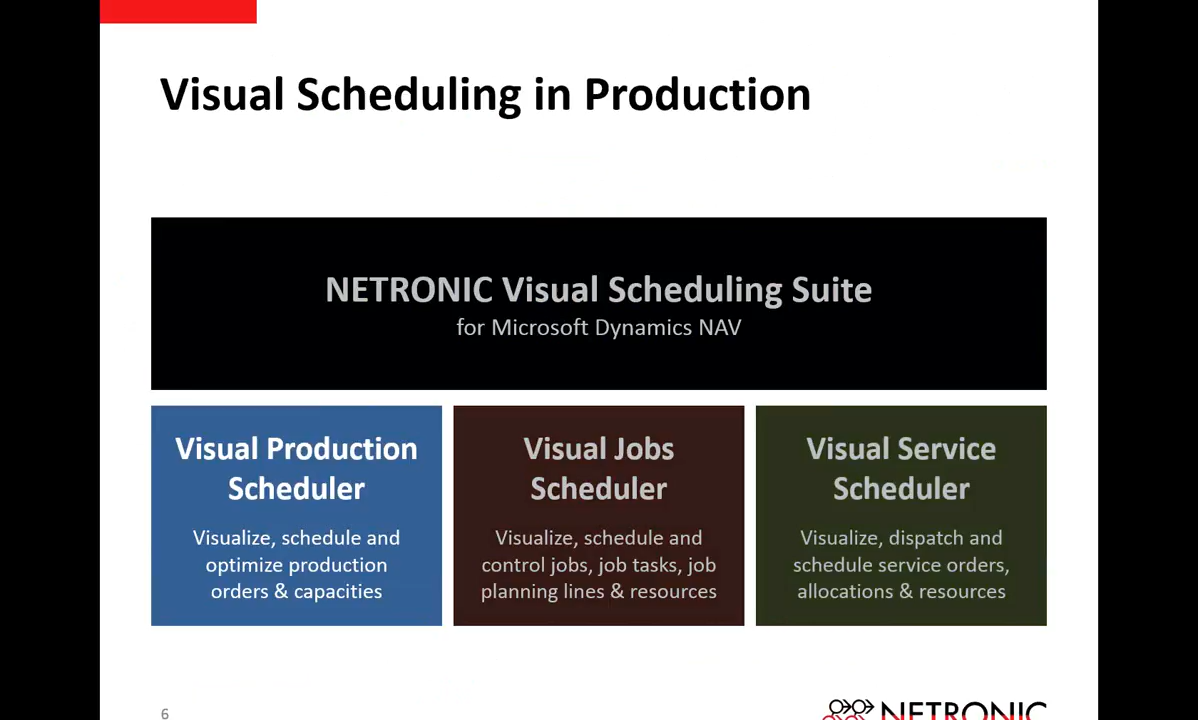 Visual Scheduling in Production
NETRONIC Visual Scheduling Suite
for Microsoft Dynamics NAV
Visual Production
Scheduler
Visualize, schedule and
optimize production
orders & capacities
Visual Jobs
Scheduler
Visualize, schedule and
control jobs, job tasks, job
planning lines & resources
Visual Service
Scheduler
Visualize, dispatch and
schedule service orders,
allocations & resources
6
NETRONIC